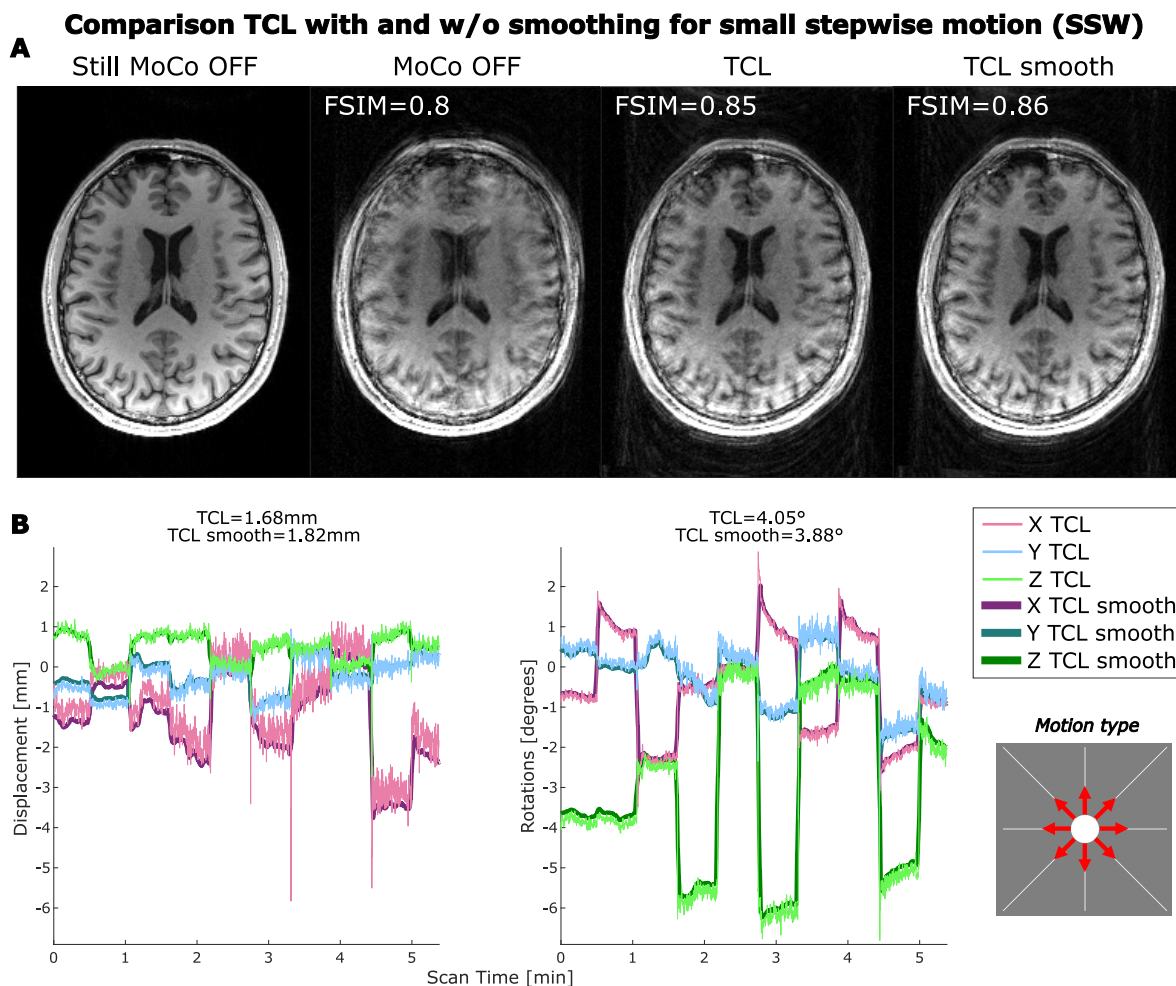 Comparison TCL with and w/o smoothing for small stepwise motion (SSW)
A
Still MoCo OFF
MoCo OFF
TCL
TCL smooth
FSIM=0.8
FSIM=0.85
FSIM=0.86
B
TCL=1.68mm
TCL smooth=1.82mm
Displacement [mm]
2
1
0
-1
-2
-3
-4
-5
-6
0
1
2
3
4
5
TCL=4.05°
TCL smooth=3.88°
Rotations [degrees]
2
1
0
-1
-2
-3
-4
-5
-6
0
1
2
3
4
5
Scan Time [min]
X TCL
Y TCL
Z TCL
X TCL smooth
Y TCL smooth
Z TCL smooth
Motion type